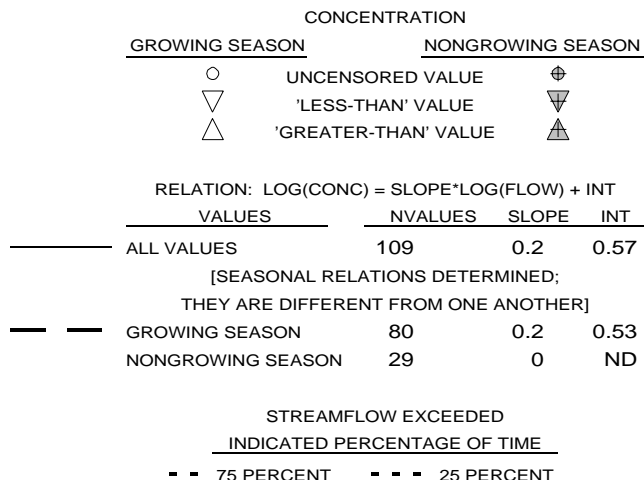 CONCENTRATION
GROWING SEASON NONGROWING SEASON
UNCENSORED VALUE
'LESS-THAN' VALUE
'GREATER-THAN' VALUE
RELATION: LOG(CONC) = SLOPE*LOG(FLOW) + INT
VALUES NVALUES SLOPE INT
ALL VALUES 109 0.2 0.57
[SEASONAL RELATIONS DETERMINED;
THEY ARE DIFFERENT FROM ONE ANOTHER]
GROWING SEASON 80 0.2 0.53
NONGROWING SEASON 29 0 ND
STREAMFLOW EXCEEDED
INDICATED PERCENTAGE OF TIME
75 PERCENT 25 PERCENT